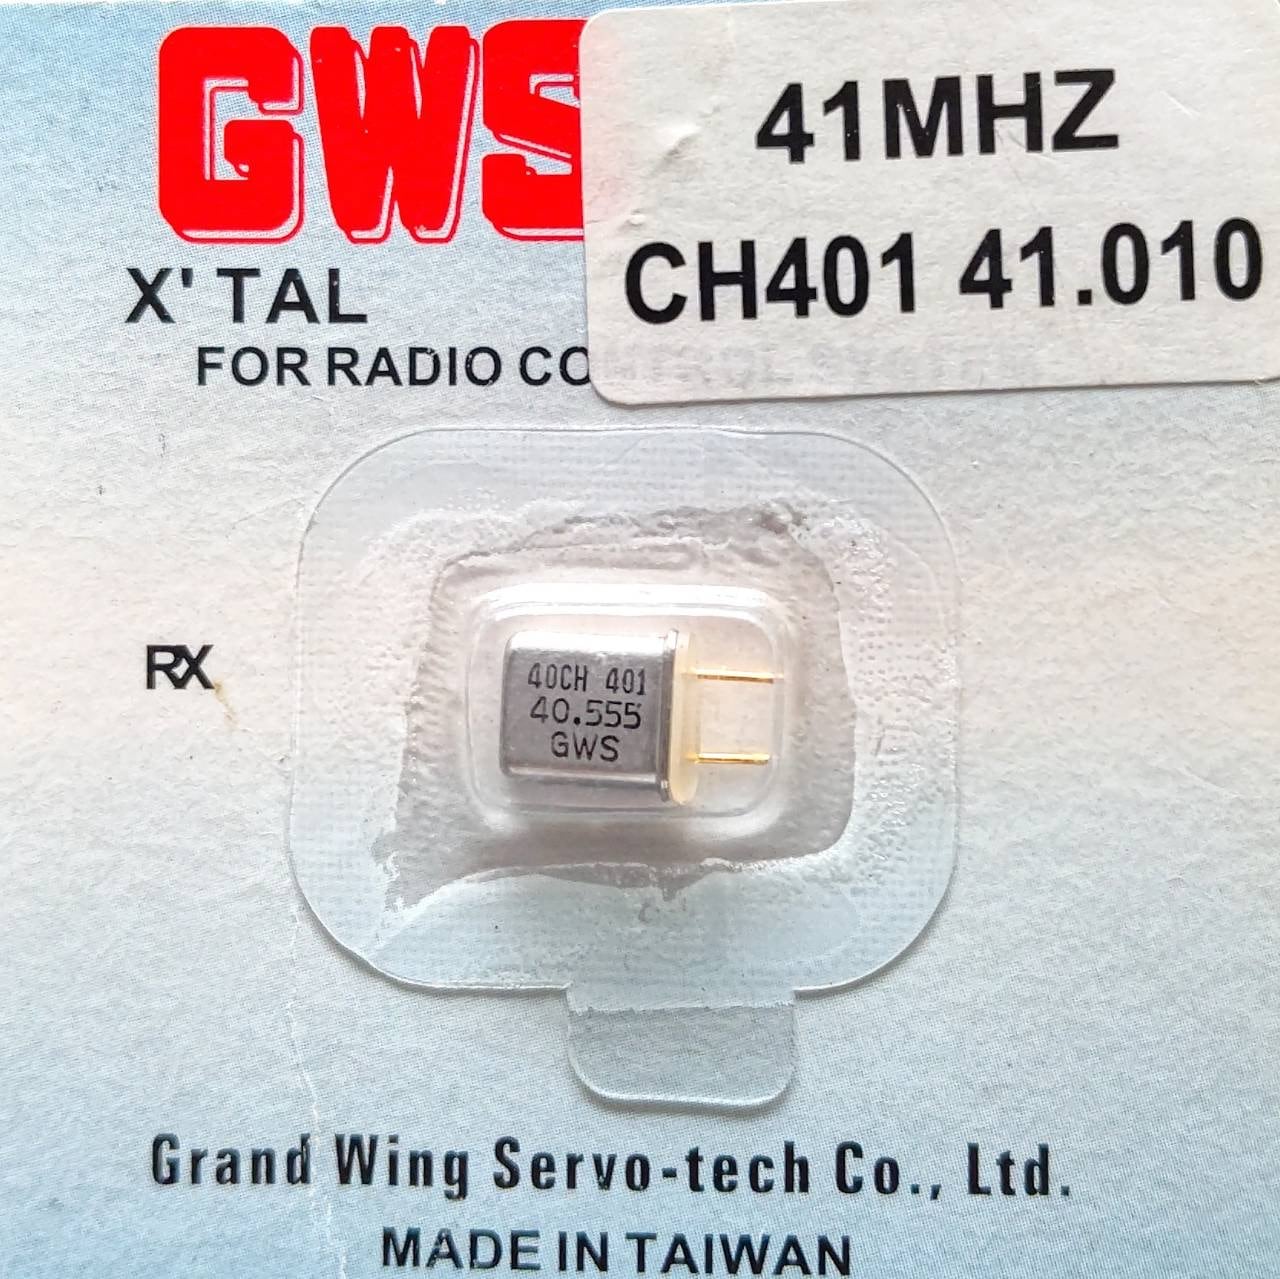 GWS
41MHZ
CH401 41.010
X'TAL
FOR RADIO CO
RX
40CH 401
40.555
GWS
Grand Wing Servo-tech Co., Ltd.
MADE IN TAIWAN